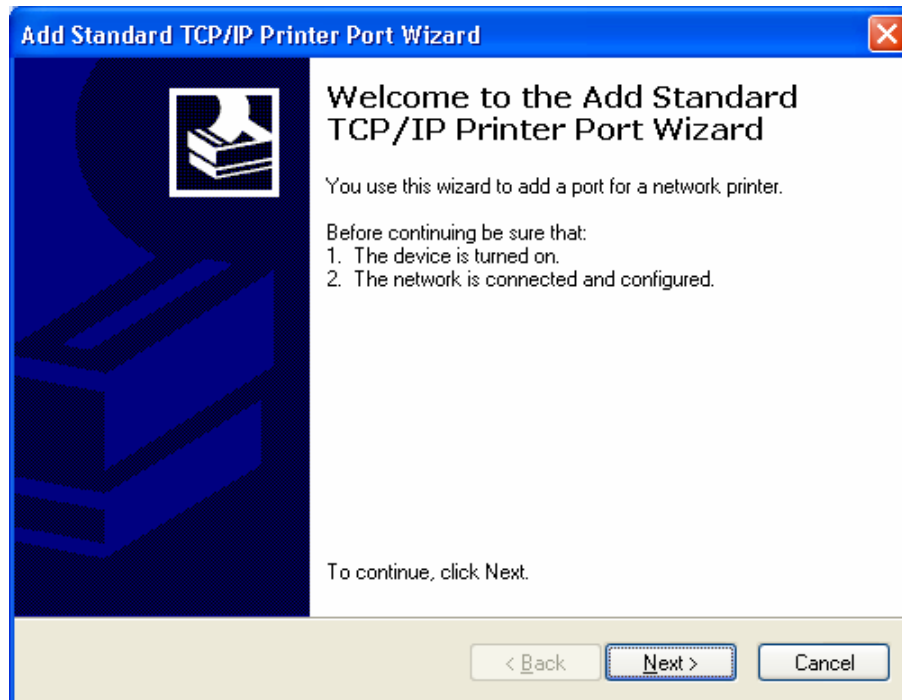 Add Standard TCP/IP Printer Port Wizard
Welcome to the Add Standard
TCP/IP Printer Port Wizard
You use this wizard to add a port for a network printer.
Before continuing be sure that:
1. The device is turned on.
2. The network is connected and configured.
To continue, click Next.
< Back
Next >
Cancel